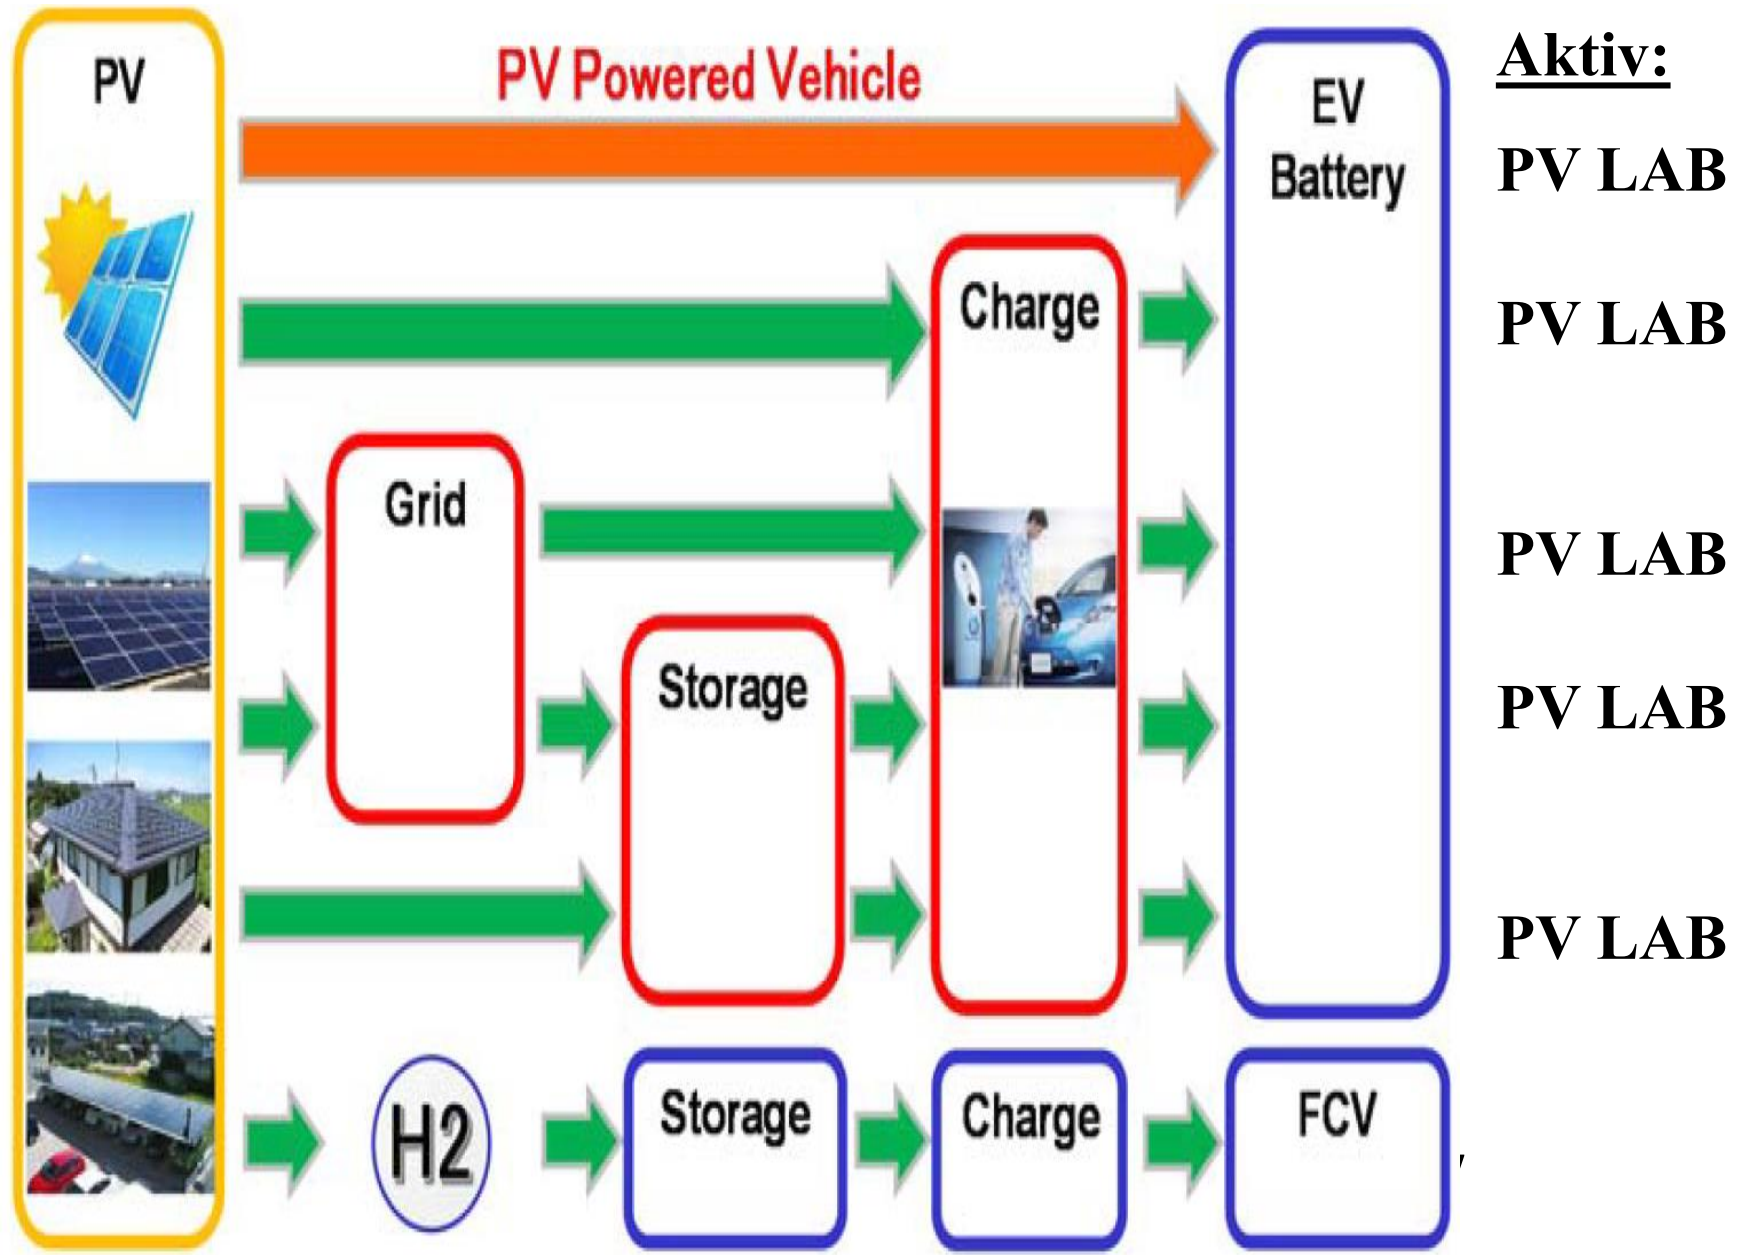 PV
PV Powered Vehicle
EV
Battery
Aktiv:
PV LAB
Charge
PV LAB
Grid
PV LAB
Storage
PV LAB
PV LAB
H2
Storage
Charge
FCV